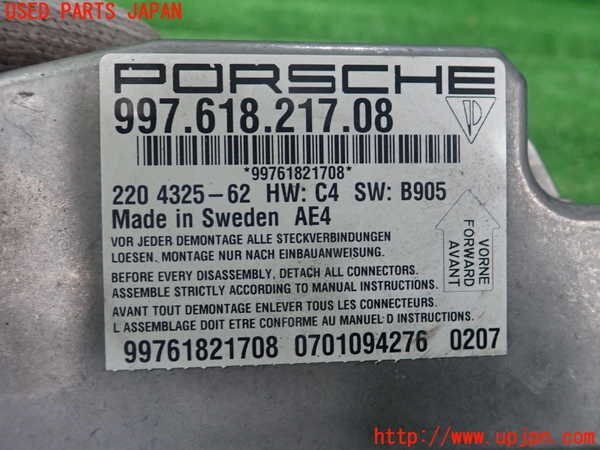 USED PARTS JAPAN
PORSCHE
997.618.217.08
*99761821708*
220 4325-62 HW: C4 SW: B905
Made in Sweden AE4
VOR JEDER DEMONTAGE ALLE STECKVERBINDUNGEN
LOESEN, MONTAGE NUR NACH EINBAUANWEISUNG.
BEFORE EVERY DISASSEMBLY, DETACH ALL CONNECTORS.
ASSEMBLE STRICTLY ACCORDING TO MANUAL INSTRUCTIONS.
AVANT TOUT DEMONTAGE ENLEVER TOUS LES CONNECTEURS.
L ASSEMBLAGE DOIT ETRE CONFORME AU MANUEL D INSTRUCTIONS.
VORNE
FORWARD
AVANT
99761821708 0701094276 0207
U-PARTS http://www.upjpn.com/